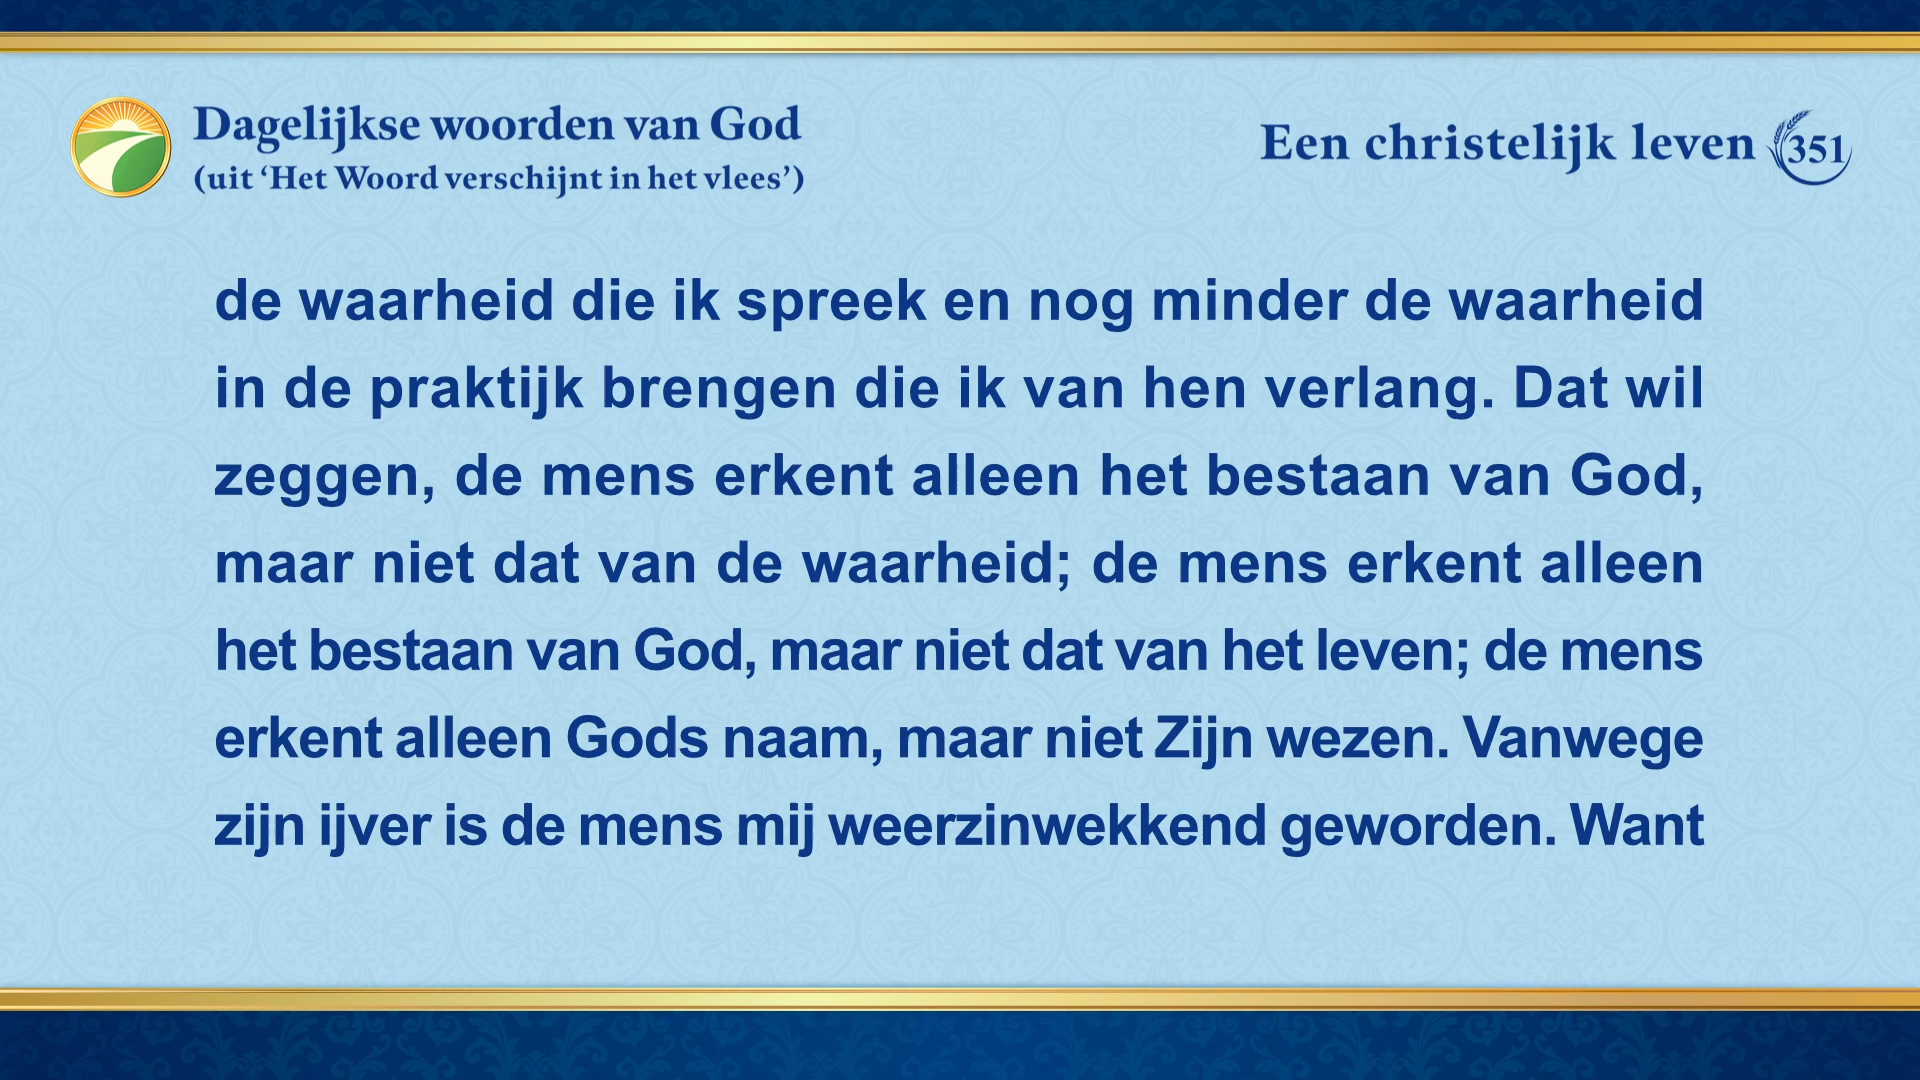 Dagelijkse woorden van God
(uit ‘Het Woord verschijnt in het vlees’)
Een christelijk leven 351
de waarheid die ik spreek en nog minder de waarheid
in de praktijk brengen die ik van hen verlang. Dat wil
zeggen, de mens erkent alleen het bestaan van God,
maar niet dat van de waarheid; de mens erkent alleen
het bestaan van God, maar niet dat van het leven; de mens
erkent alleen Gods naam, maar niet Zijn wezen. Vanwege
zijn ijver is de mens mij weerzinwekkend geworden. Want